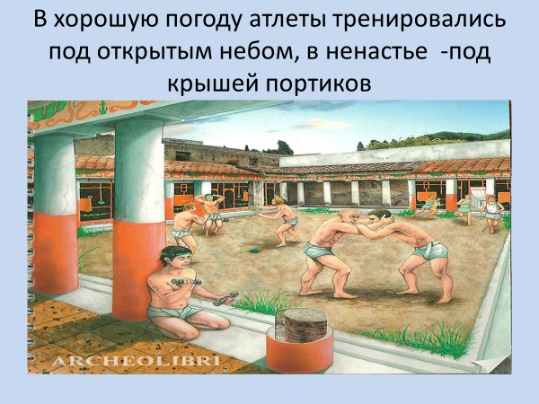 В хорошую погоду атлеты тренировались
под открытым небом, в ненастье  -под
крышей портиков
ARCHEOLIBRI